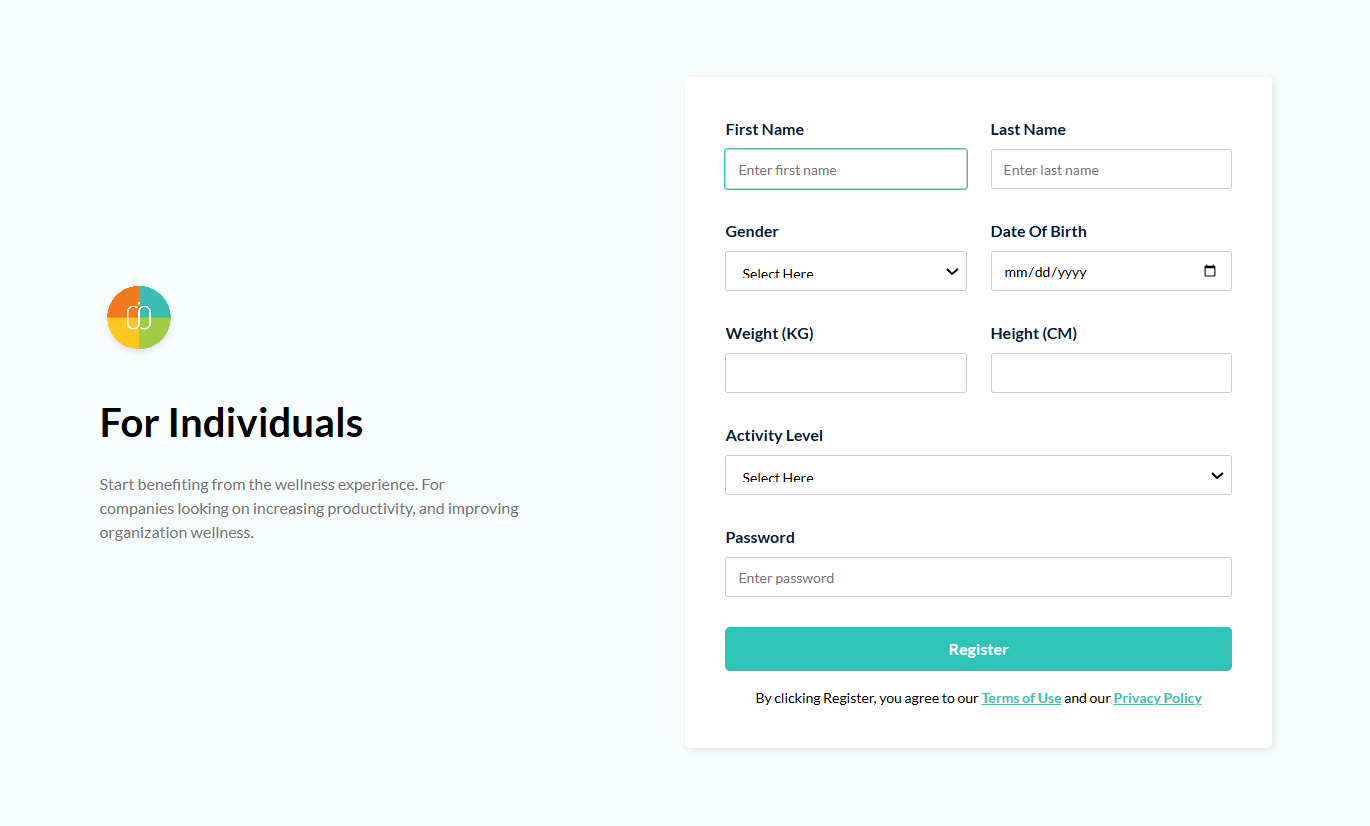 For Individuals
Start benefiting from the wellness experience. For
companies looking on increasing productivity, and improving
organization wellness.
First Name
Last Name
Enter first name
Enter last name
Gender
Date Of Birth
Select Here
mm/dd/yyyy
Weight (KG)
Height (CM)
Activity Level
Select Here
Password
Enter password
Register
By clicking Register, you agree to our Terms of Use and our Privacy Policy